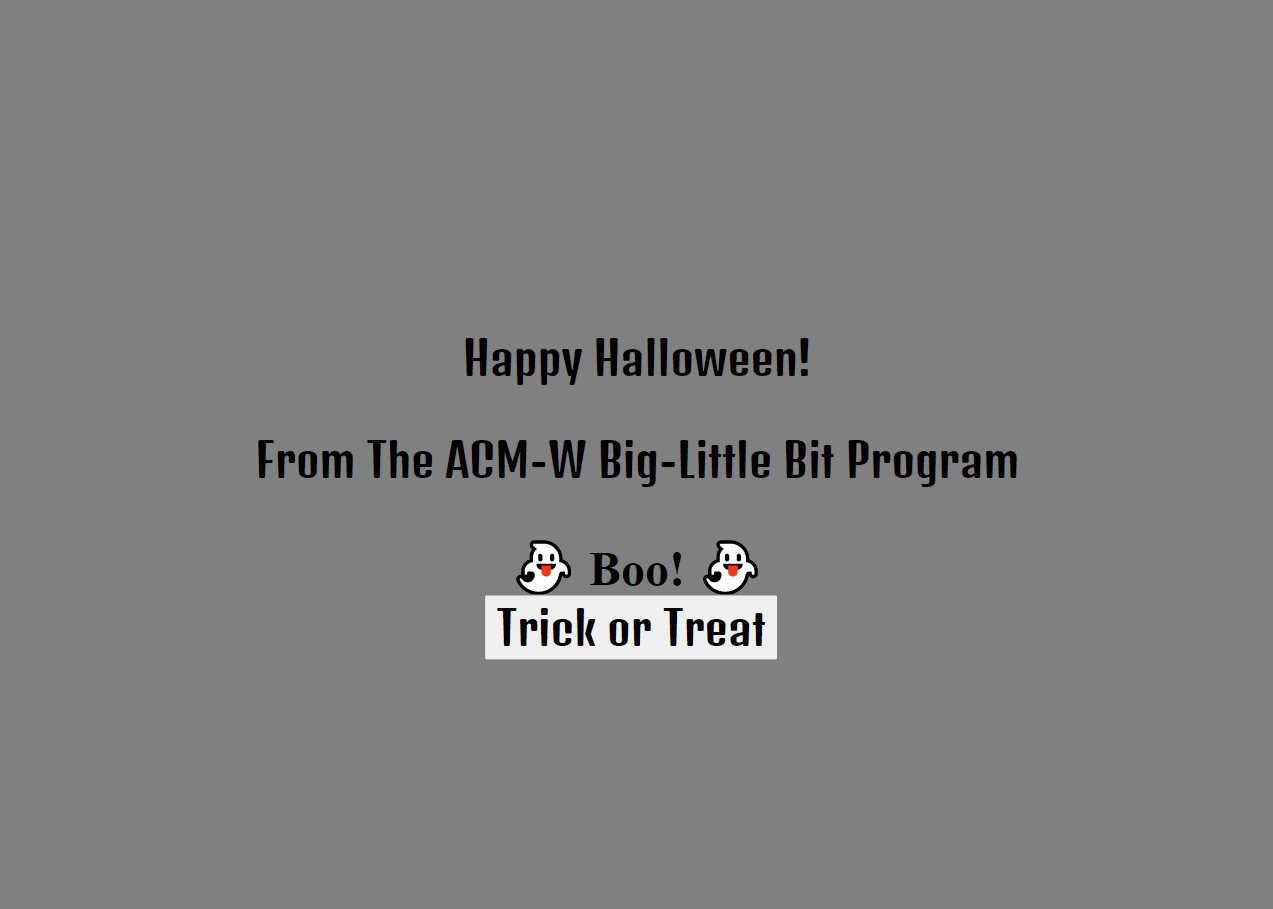 Happy Halloween!
From The ACM-W Big-Little Bit Program
👻 Boo! 👻
Trick or Treat